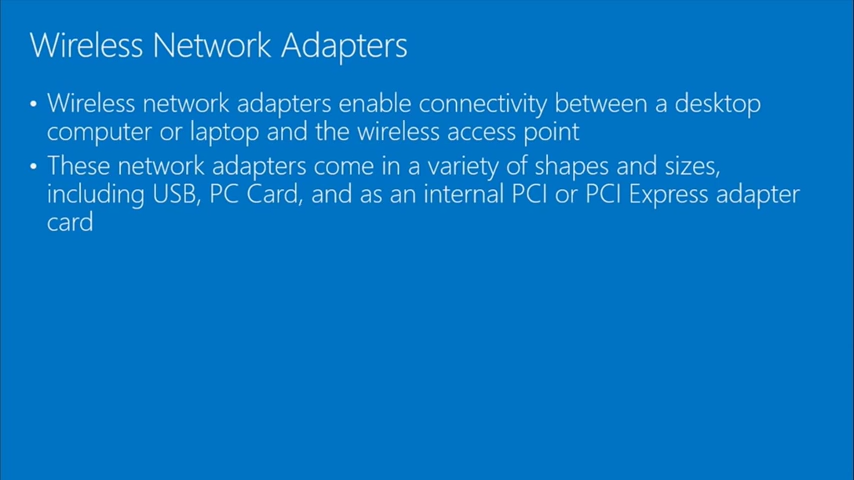 Wireless Network Adapters
• Wireless network adapters enable connectivity between a desktop
computer or laptop and the wireless access point
• These network adapters come in a variety of shapes and sizes,
including USB, PC Card, and as an internal PCI or PCI Express adapter
card